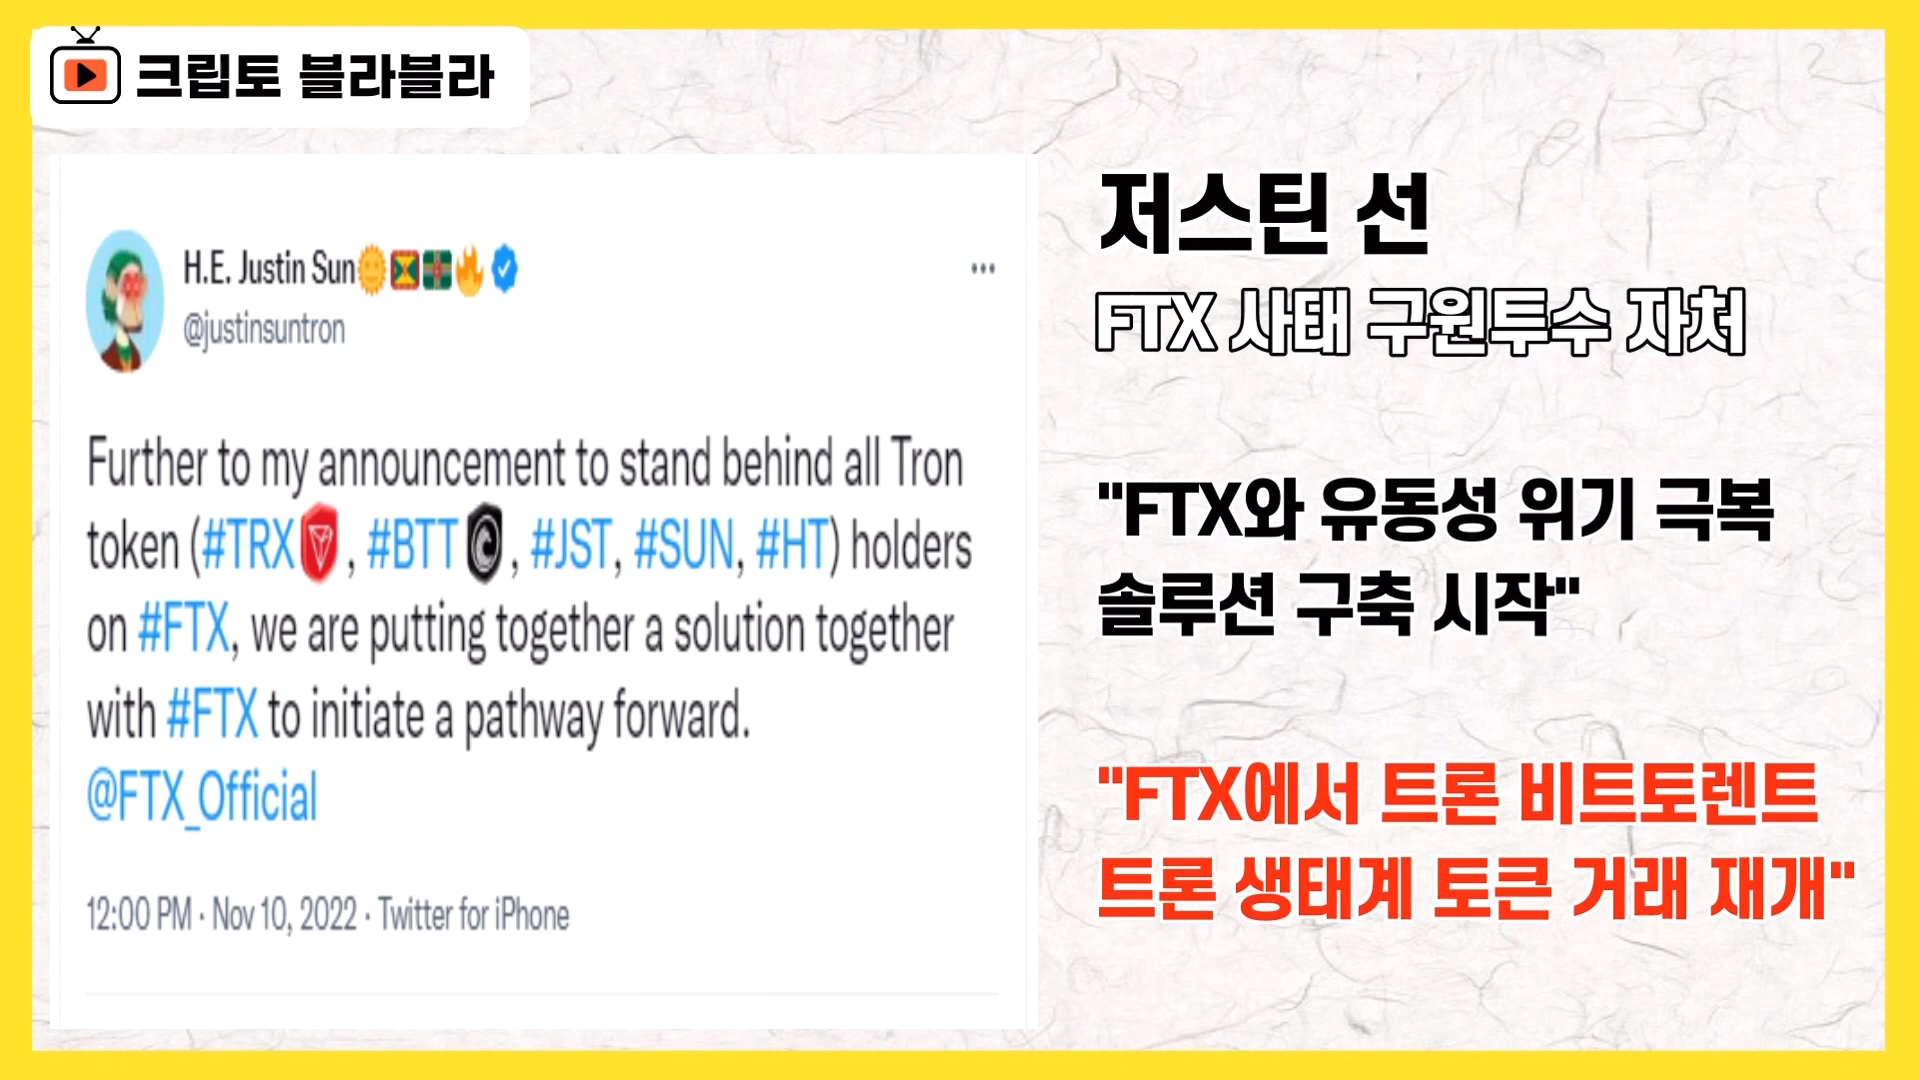 크립토 블라블라
H.E. Justin Sun
@justinsuntron
Further to my announcement to stand behind all Tron
token (#TRX, #BTT, #JST, #SUN, #HT) holders
on #FTX, we are putting together a solution together
with #FTX to initiate a pathway forward.
@FTX_Official
12:00 PM · Nov 10, 2022 · Twitter for iPhone
저스틴 선
FTX 사태 구원투수 자처
"FTX와 유동성 위기 극복
솔루션 구축 시작"
"FTX에서 트론 비트토렌트
트론 생태계 토큰 거래 재개"